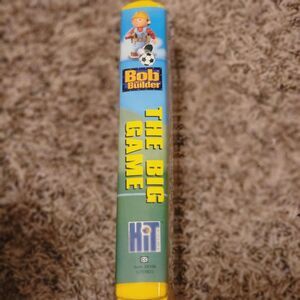 Bob
the
Builder
THE BIG
GAME
HiT